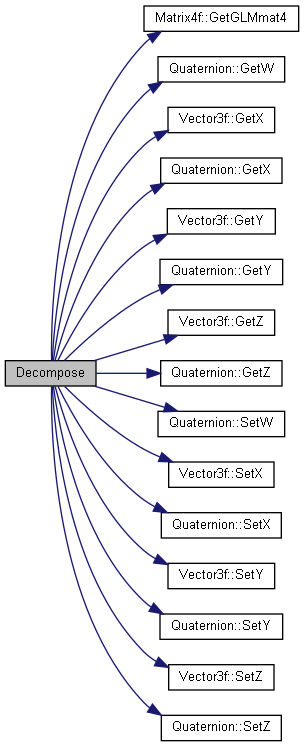 Matrix4f::GetGLMmat4
Quaternion::GetW
Vector3f::GetX
Quaternion::GetX
Vector3f::GetY
Quaternion::GetY
Vector3f::GetZ
Decompose
Quaternion::GetZ
Quaternion::SetW
Vector3f::SetX
Quaternion::SetX
Vector3f::SetY
Quaternion::SetY
Vector3f::SetZ
Quaternion::SetZ